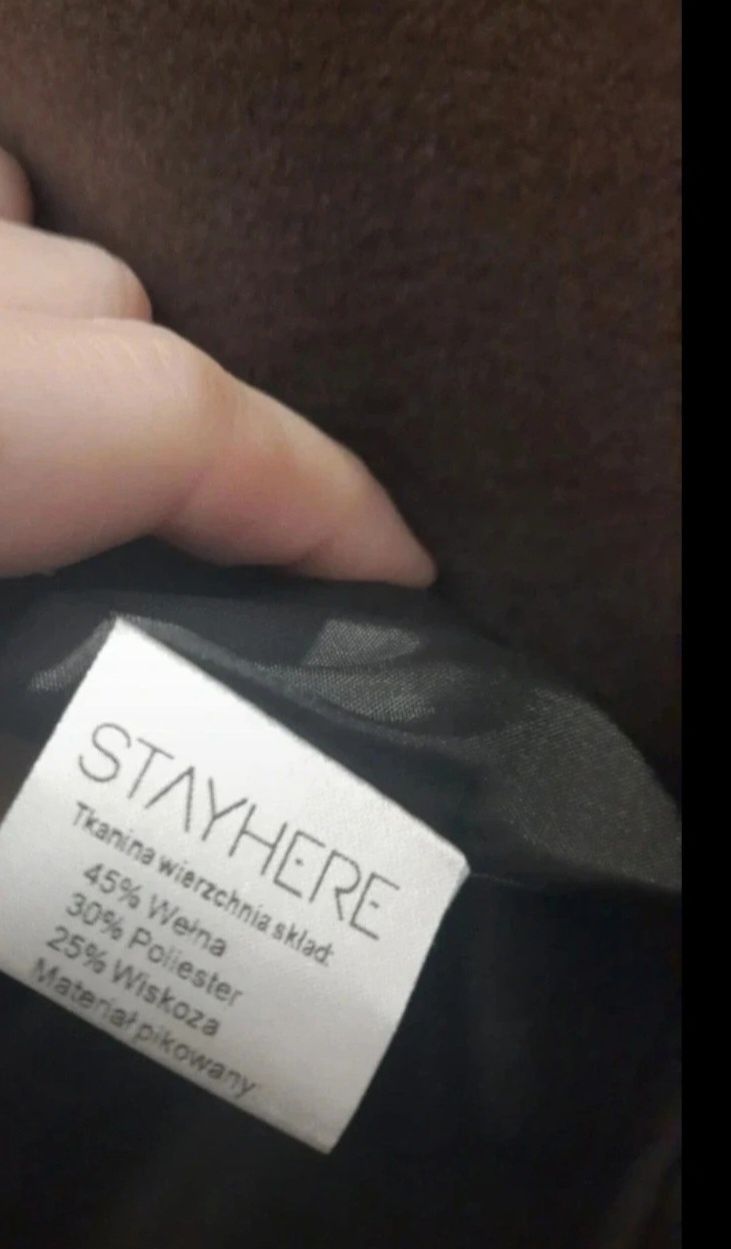 STAYHERE
Tkanina wierzchnia skład:
45% Wełna
30% Poliester
25% Wiskoza
Materiał pikowany